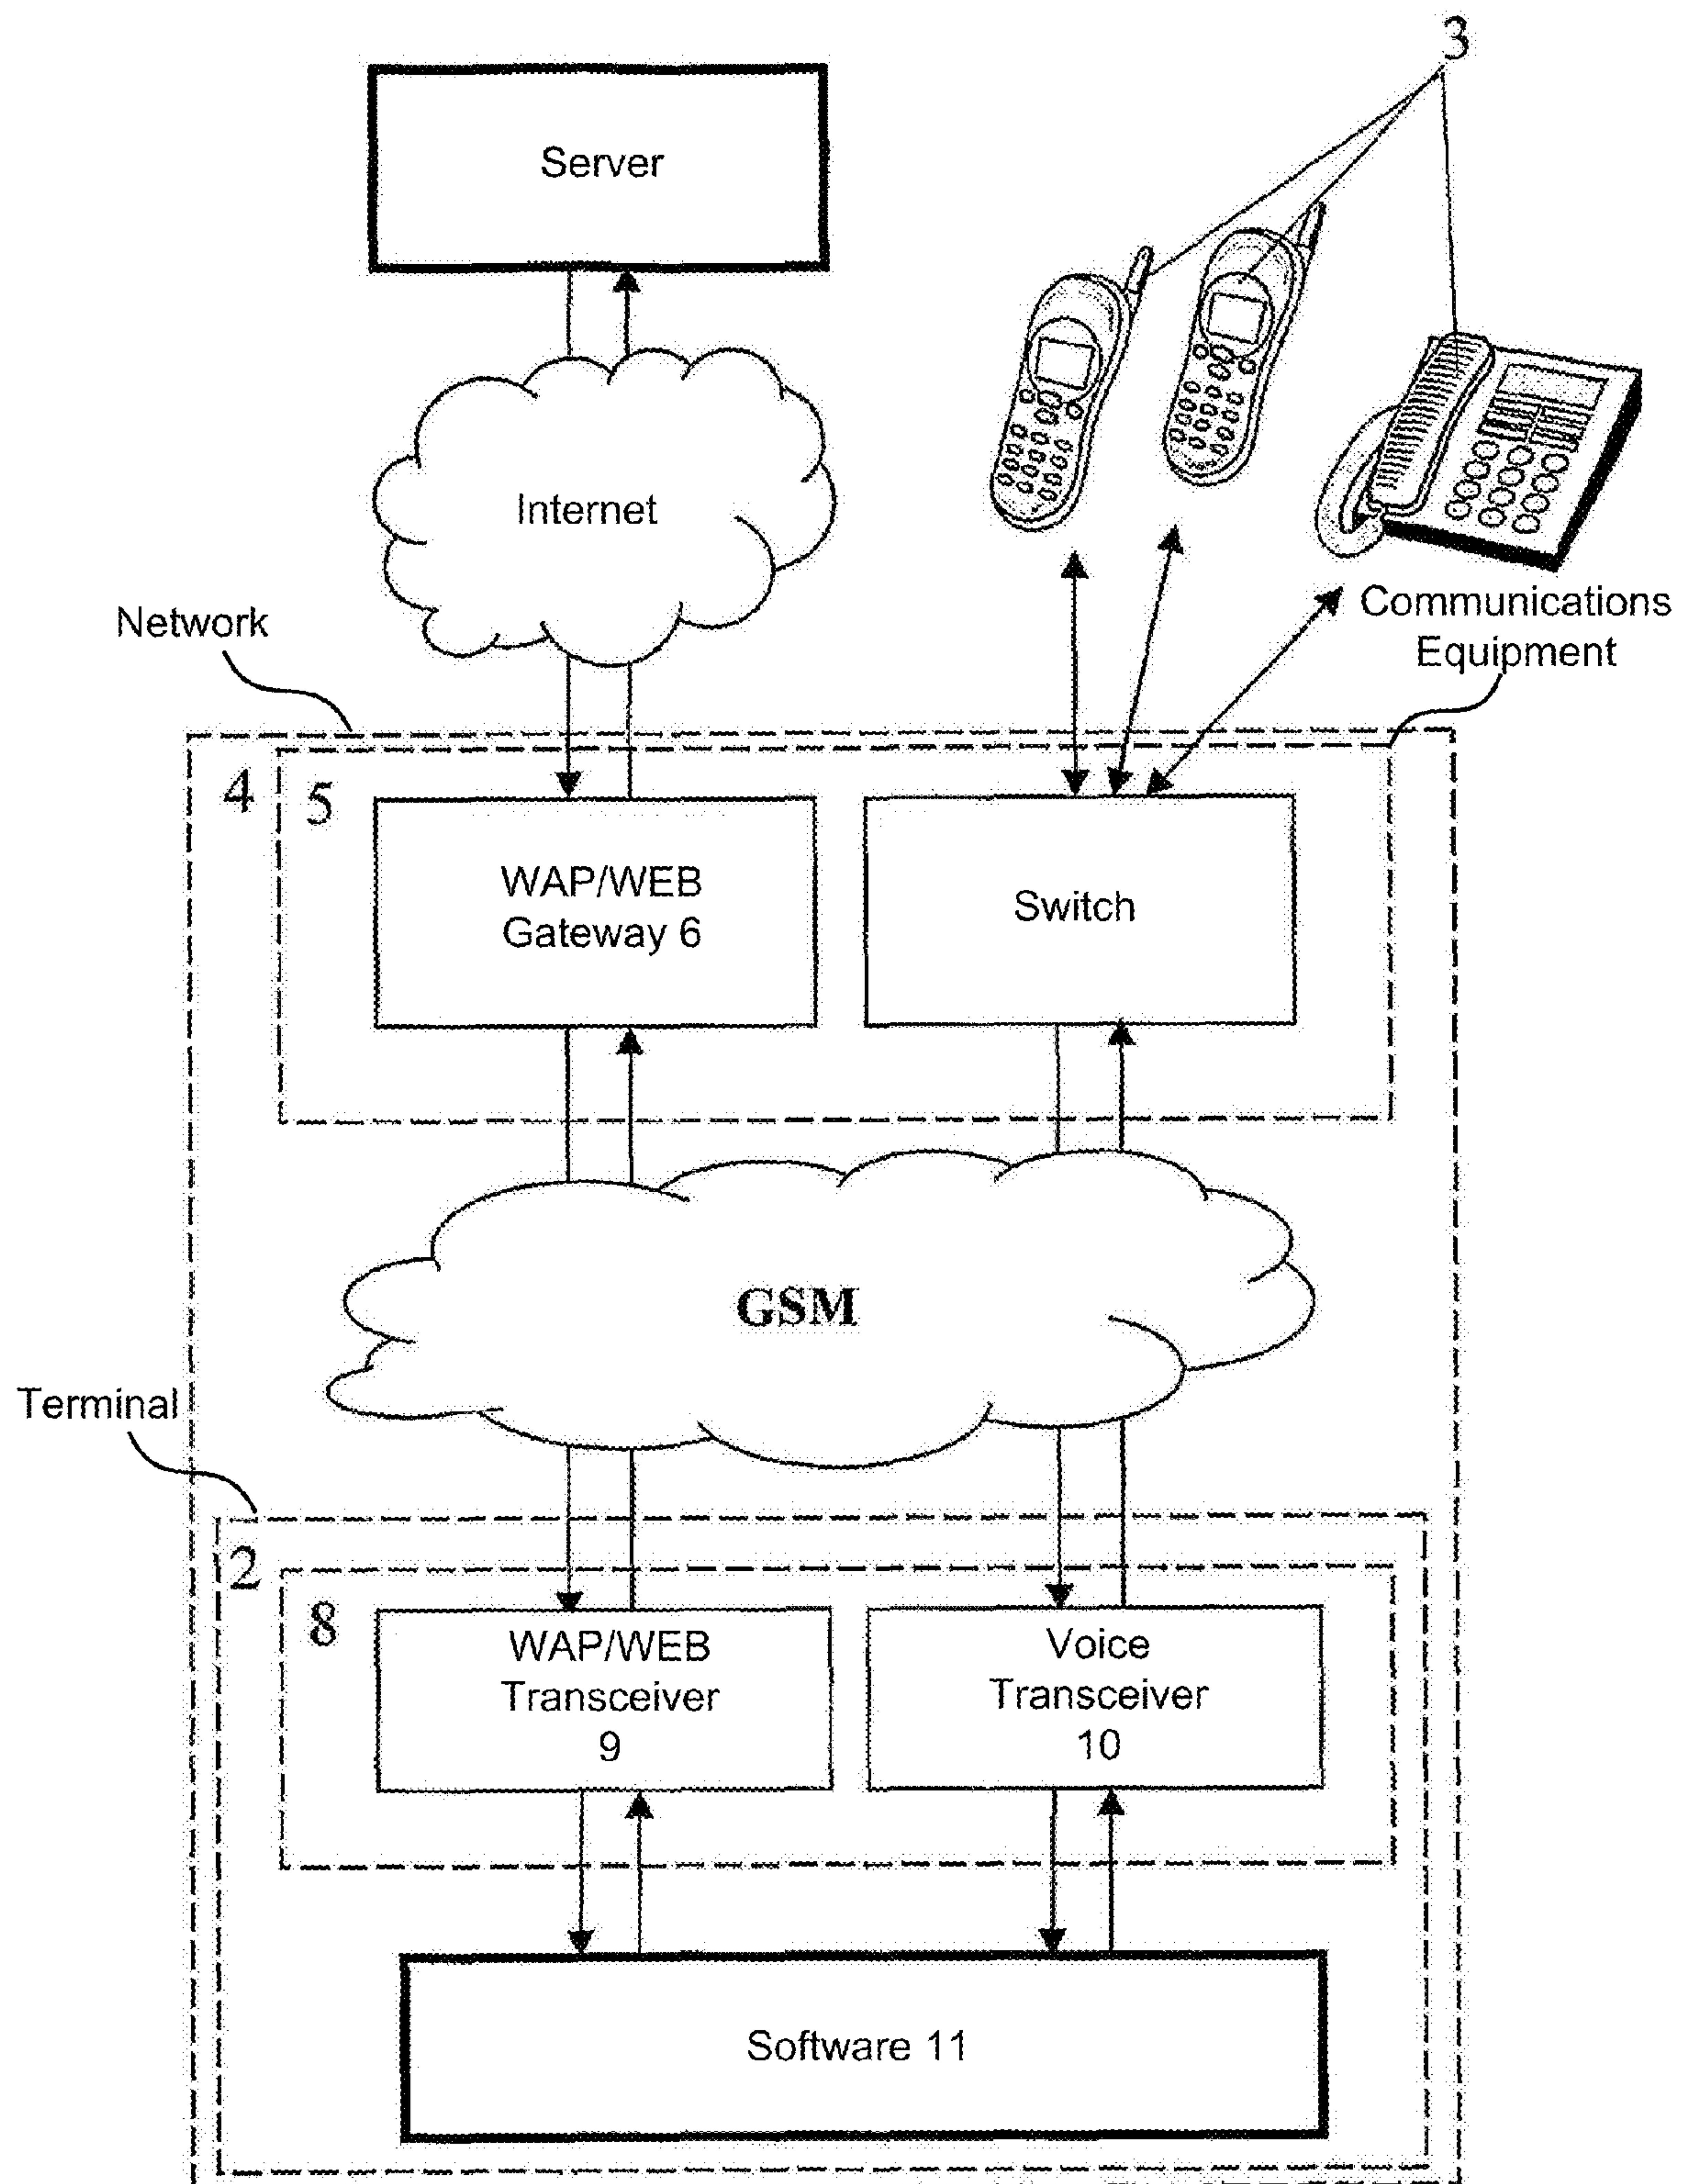 3
Server
Internet
Network
Communications
Equipment
4
5
WAP/WEB
Gateway 6
Switch
GSM
Terminal
2
8
WAP/WEB
Transceiver
9
Voice
Transceiver
10
Software 11